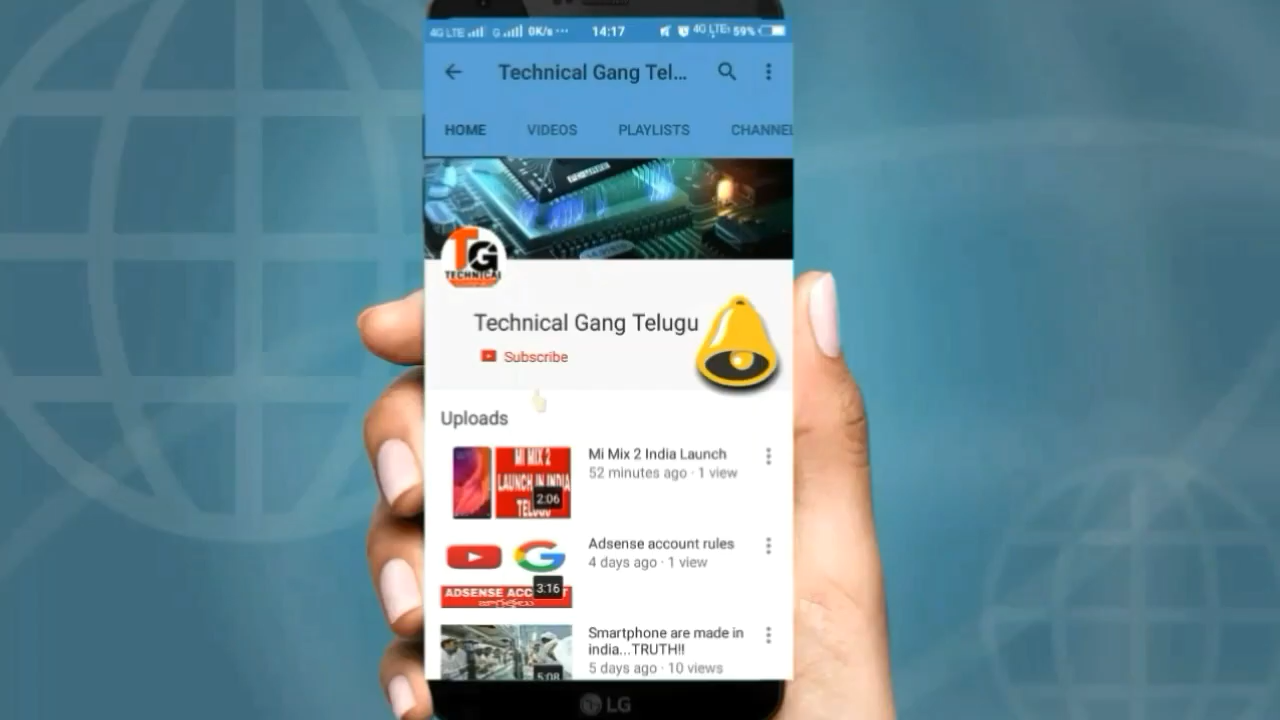 4G LTE G 0K/s ··· 14:17 4G LTE 59%
Technical Gang Tel...
HOME VIDEOS PLAYLISTS CHANNEL
TG
TECHNICAL
Technical Gang Telugu
Subscribe
Uploads
MI MIX 2
LAUNCH IN INDIA
TELUGU
2:06
Mi Mix 2 India Launch
52 minutes ago · 1 view
G
ADSENSE ACC T
3:16
Adsense account rules
4 days ago · 1 view
5:08
Smartphone are made in
india...TRUTH!!
5 days ago · 10 views
LG